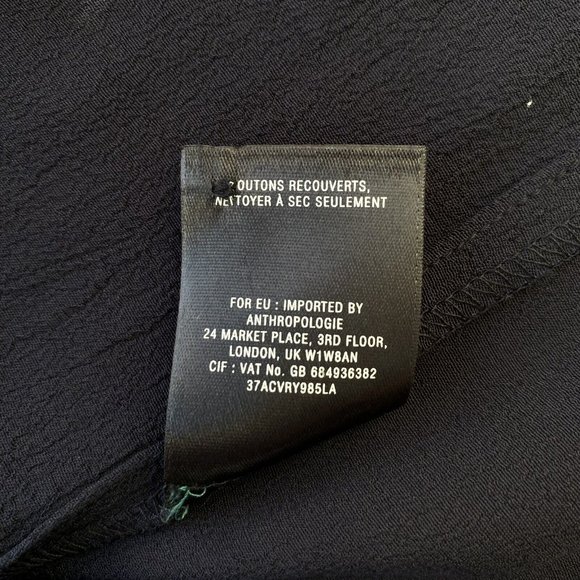 BOUTONS RECOUVERTS,
NETTOYER À SEC SEULEMENT
FOR EU : IMPORTED BY
ANTHROPOLOGIE
24 MARKET PLACE, 3RD FLOOR,
LONDON, UK W1W8AN
CIF : VAT No. GB 684936382
37ACVRY985LA